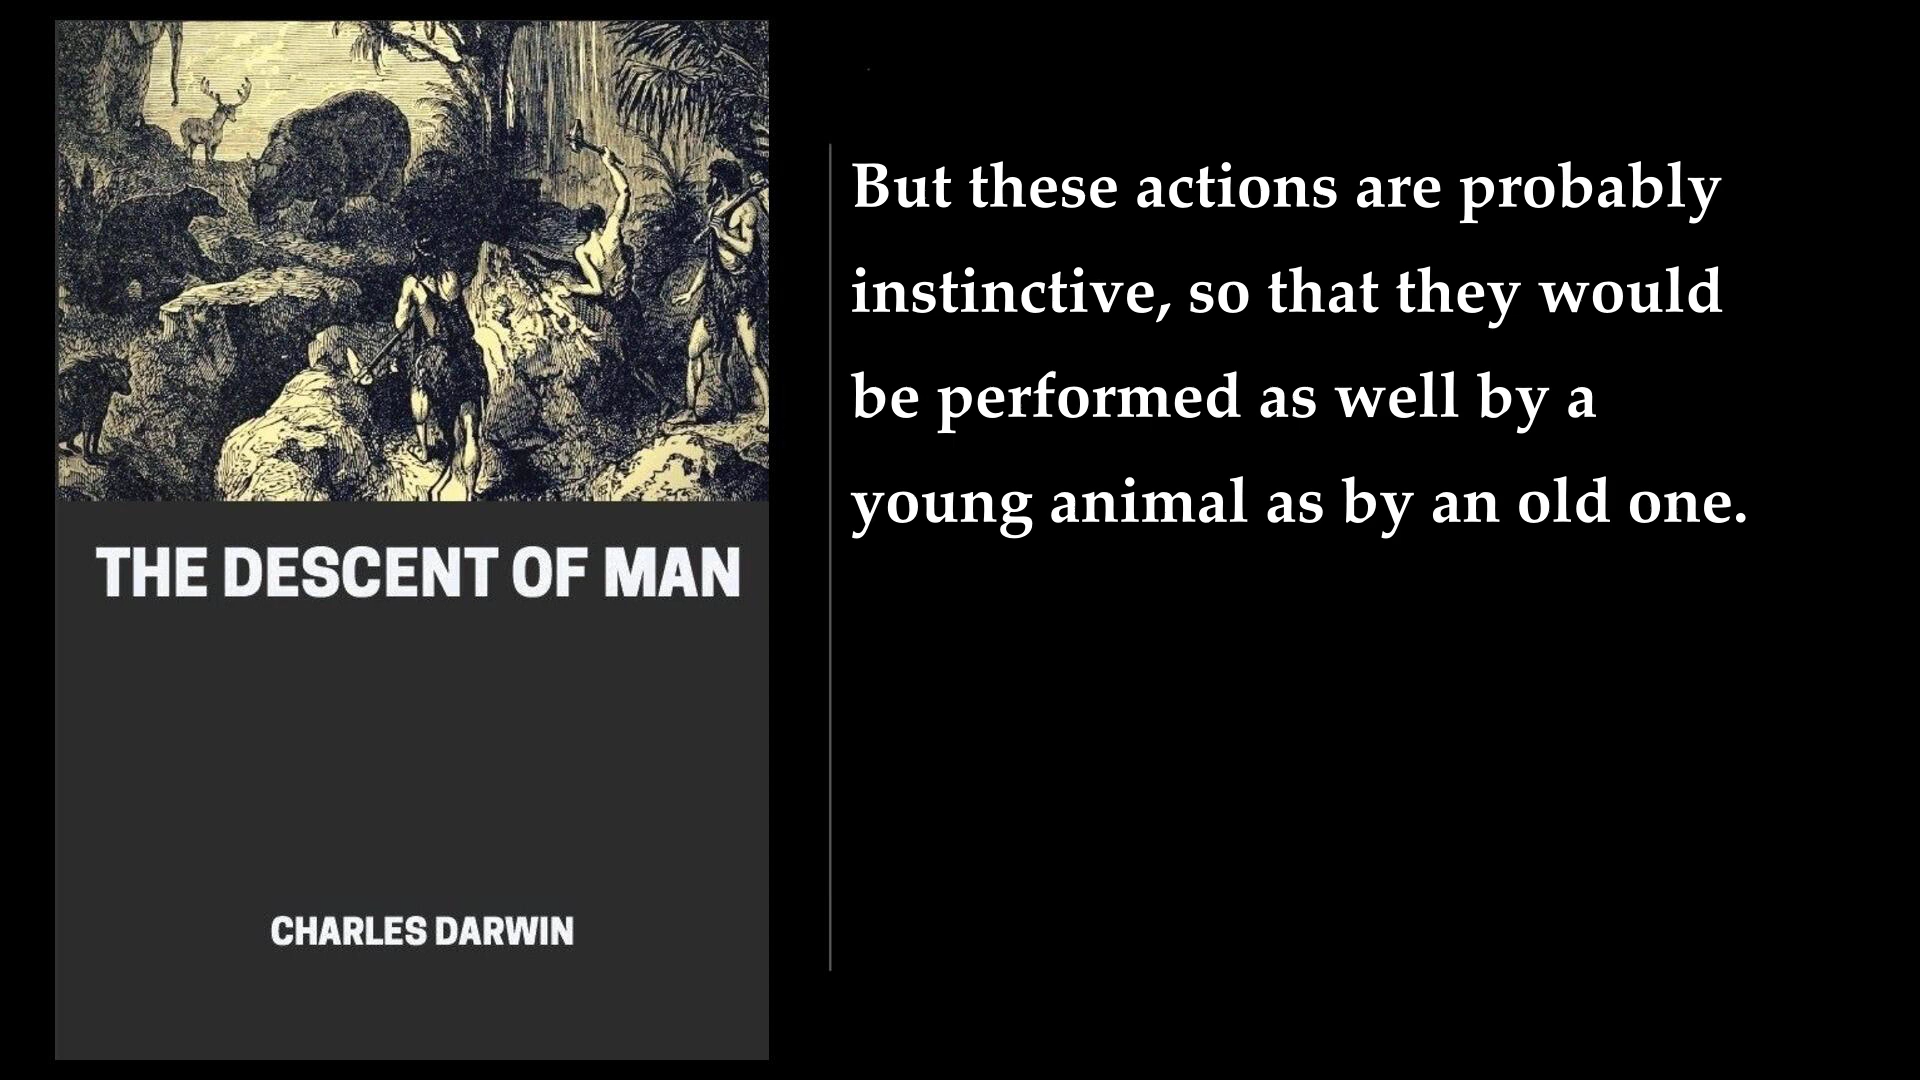 THE DESCENT OF MAN
CHARLES DARWIN
But these actions are probably
instinctive, so that they would
be performed as well by a
young animal as by an old one.